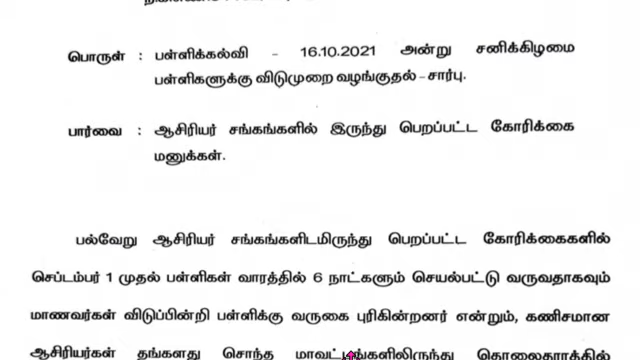 பொருள் : பள்ளிக்கல்வி – 16.10.2021 அன்று சனிக்கிழமை
பள்ளிகளுக்கு விடுமுறை வழங்குதல் – சார்பு.
பார்வை : ஆசிரியர் சங்கங்களில் இருந்து பெறப்பட்ட கோரிக்கை
மனுக்கள்.
பல்வேறு ஆசிரியர் சங்கங்களிடமிருந்து பெறப்பட்ட கோரிக்கைகளில்
செப்டம்பர் 1 முதல் பள்ளிகள் வாரத்தில் 6 நாட்களும் செயல்பட்டு வருவதாகவும்
மாணவர்கள் விடுப்பின்றி பள்ளிக்கு வருகை புரிகின்றனர் என்றும், கணிசமான
ஆசிரியர்கள் தங்களது சொந்த மாவட்டங்களிலிருந்து தொலைதூரத்தில்